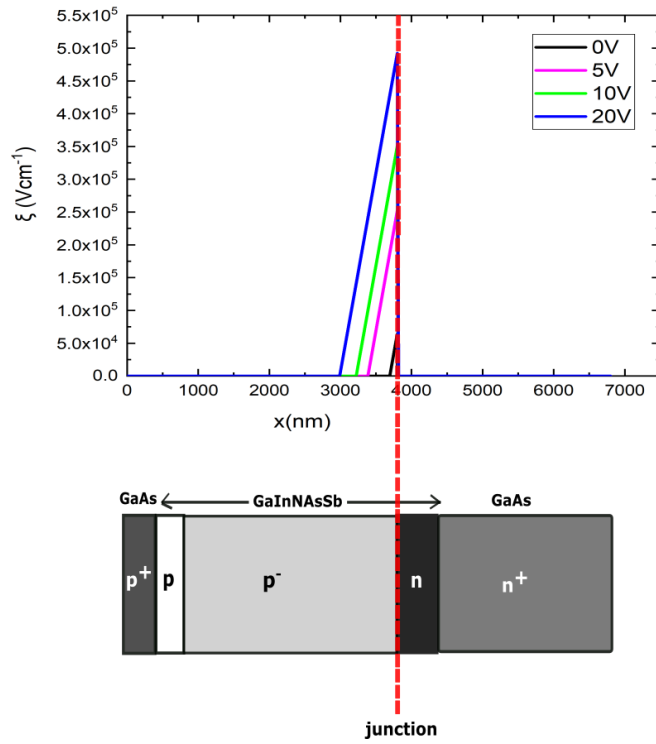 5.5x10⁵
5.0x10⁵
4.5x10⁵
4.0x10⁵
3.5x10⁵
3.0x10⁵
2.5x10⁵
2.0x10⁵
1.5x10⁵
1.0x10⁵
5.0x10⁴
0.0
ξ (Vcm⁻¹)
0V
5V
10V
20V
0 1000 2000 3000 4000 5000 6000 7000
x(nm)
GaAs GaInNAsSb GaAs
p⁺ p p⁻ n n⁺
junction